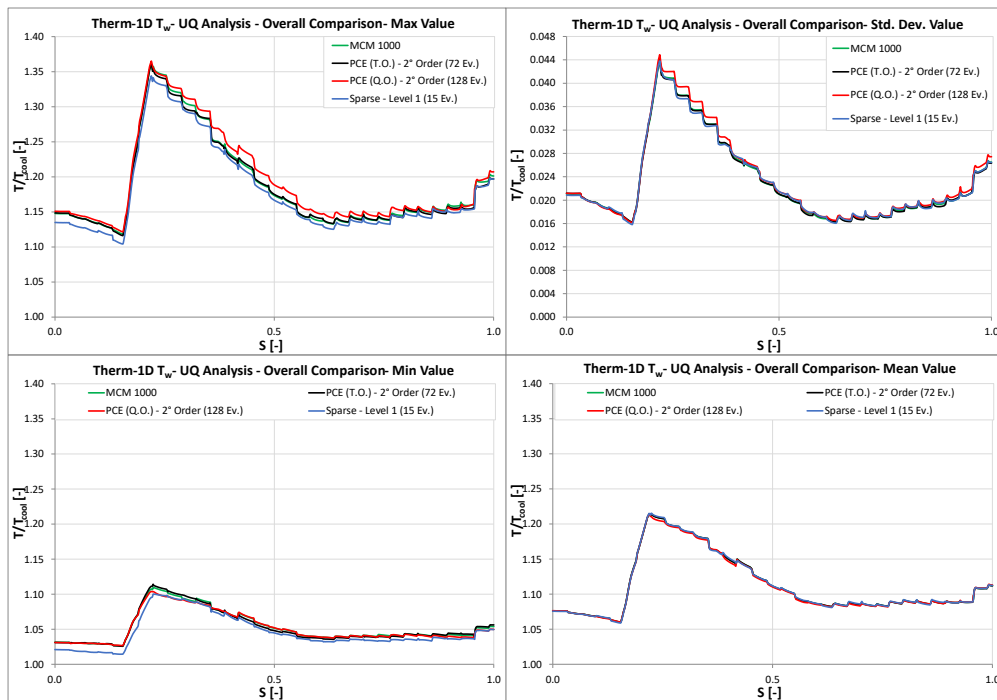 Therm-1D Tw- UQ Analysis - Overall Comparison- Max Value
1.40
1.35
1.30
1.25
1.20
1.15
1.10
1.05
1.00
T/Tcool [-]
MCM 1000
PCE (T.O.) - 2° Order (72 Ev.)
PCE (Q.O.) - 2° Order (128 Ev.)
Sparse - Level 1 (15 Ev.)
0.0 0.5 1.0
S [-]
Therm-1D Tw- UQ Analysis - Overall Comparison- Std. Dev. Value
0.048
0.044
0.040
0.036
0.032
0.028
0.024
0.020
0.016
0.012
0.008
0.004
0.000
T/Tcool [-]
MCM 1000
PCE (T.O.) - 2° Order (72 Ev.)
PCE (Q.O.) - 2° Order (128 Ev.)
Sparse - Level 1 (15 Ev.)
0.0 0.5 1.0
S [-]
Therm-1D Tw- UQ Analysis - Overall Comparison- Min Value
MCM 1000 PCE (T.O.) - 2° Order (72 Ev.)
PCE (Q.O.) - 2° Order (128 Ev.) Sparse - Level 1 (15 Ev.)
1.40
1.35
1.30
1.25
1.20
1.15
1.10
1.05
1.00
T/Tcool [-]
0.0 0.5 1.0
S [-]
Therm-1D Tw- UQ Analysis - Overall Comparison- Mean Value
MCM 1000 PCE (T.O.) - 2° Order (72 Ev.)
PCE (Q.O.) - 2° Order (128 Ev.) Sparse - Level 1 (15 Ev.)
1.40
1.35
1.30
1.25
1.20
1.15
1.10
1.05
1.00
T/Tcool [-]
0.0 0.5 1.0
S [-]